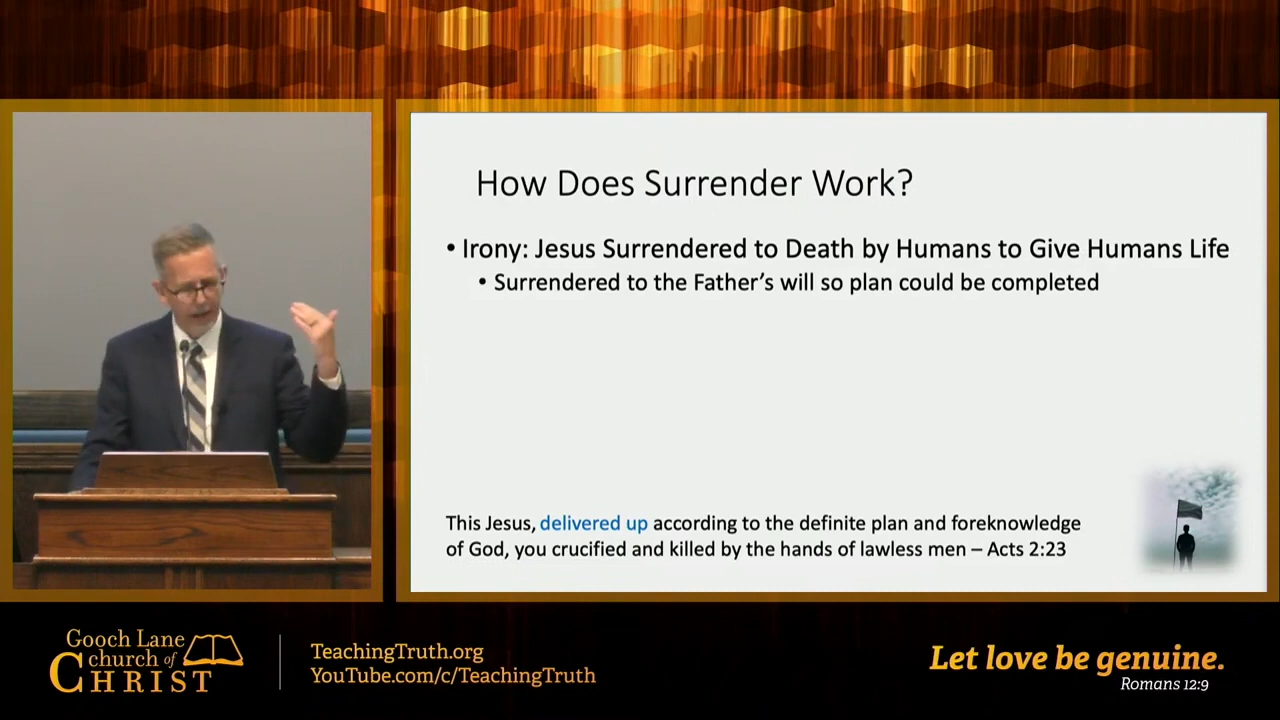 How Does Surrender Work?
• Irony: Jesus Surrendered to Death by Humans to Give Humans Life
• Surrendered to the Father’s will so plan could be completed
This Jesus, delivered up according to the definite plan and foreknowledge
of God, you crucified and killed by the hands of lawless men – Acts 2:23
Gooch Lane
church of
CHRIST
TeachingTruth.org
YouTube.com/c/TeachingTruth
Let love be genuine.
Romans 12:9